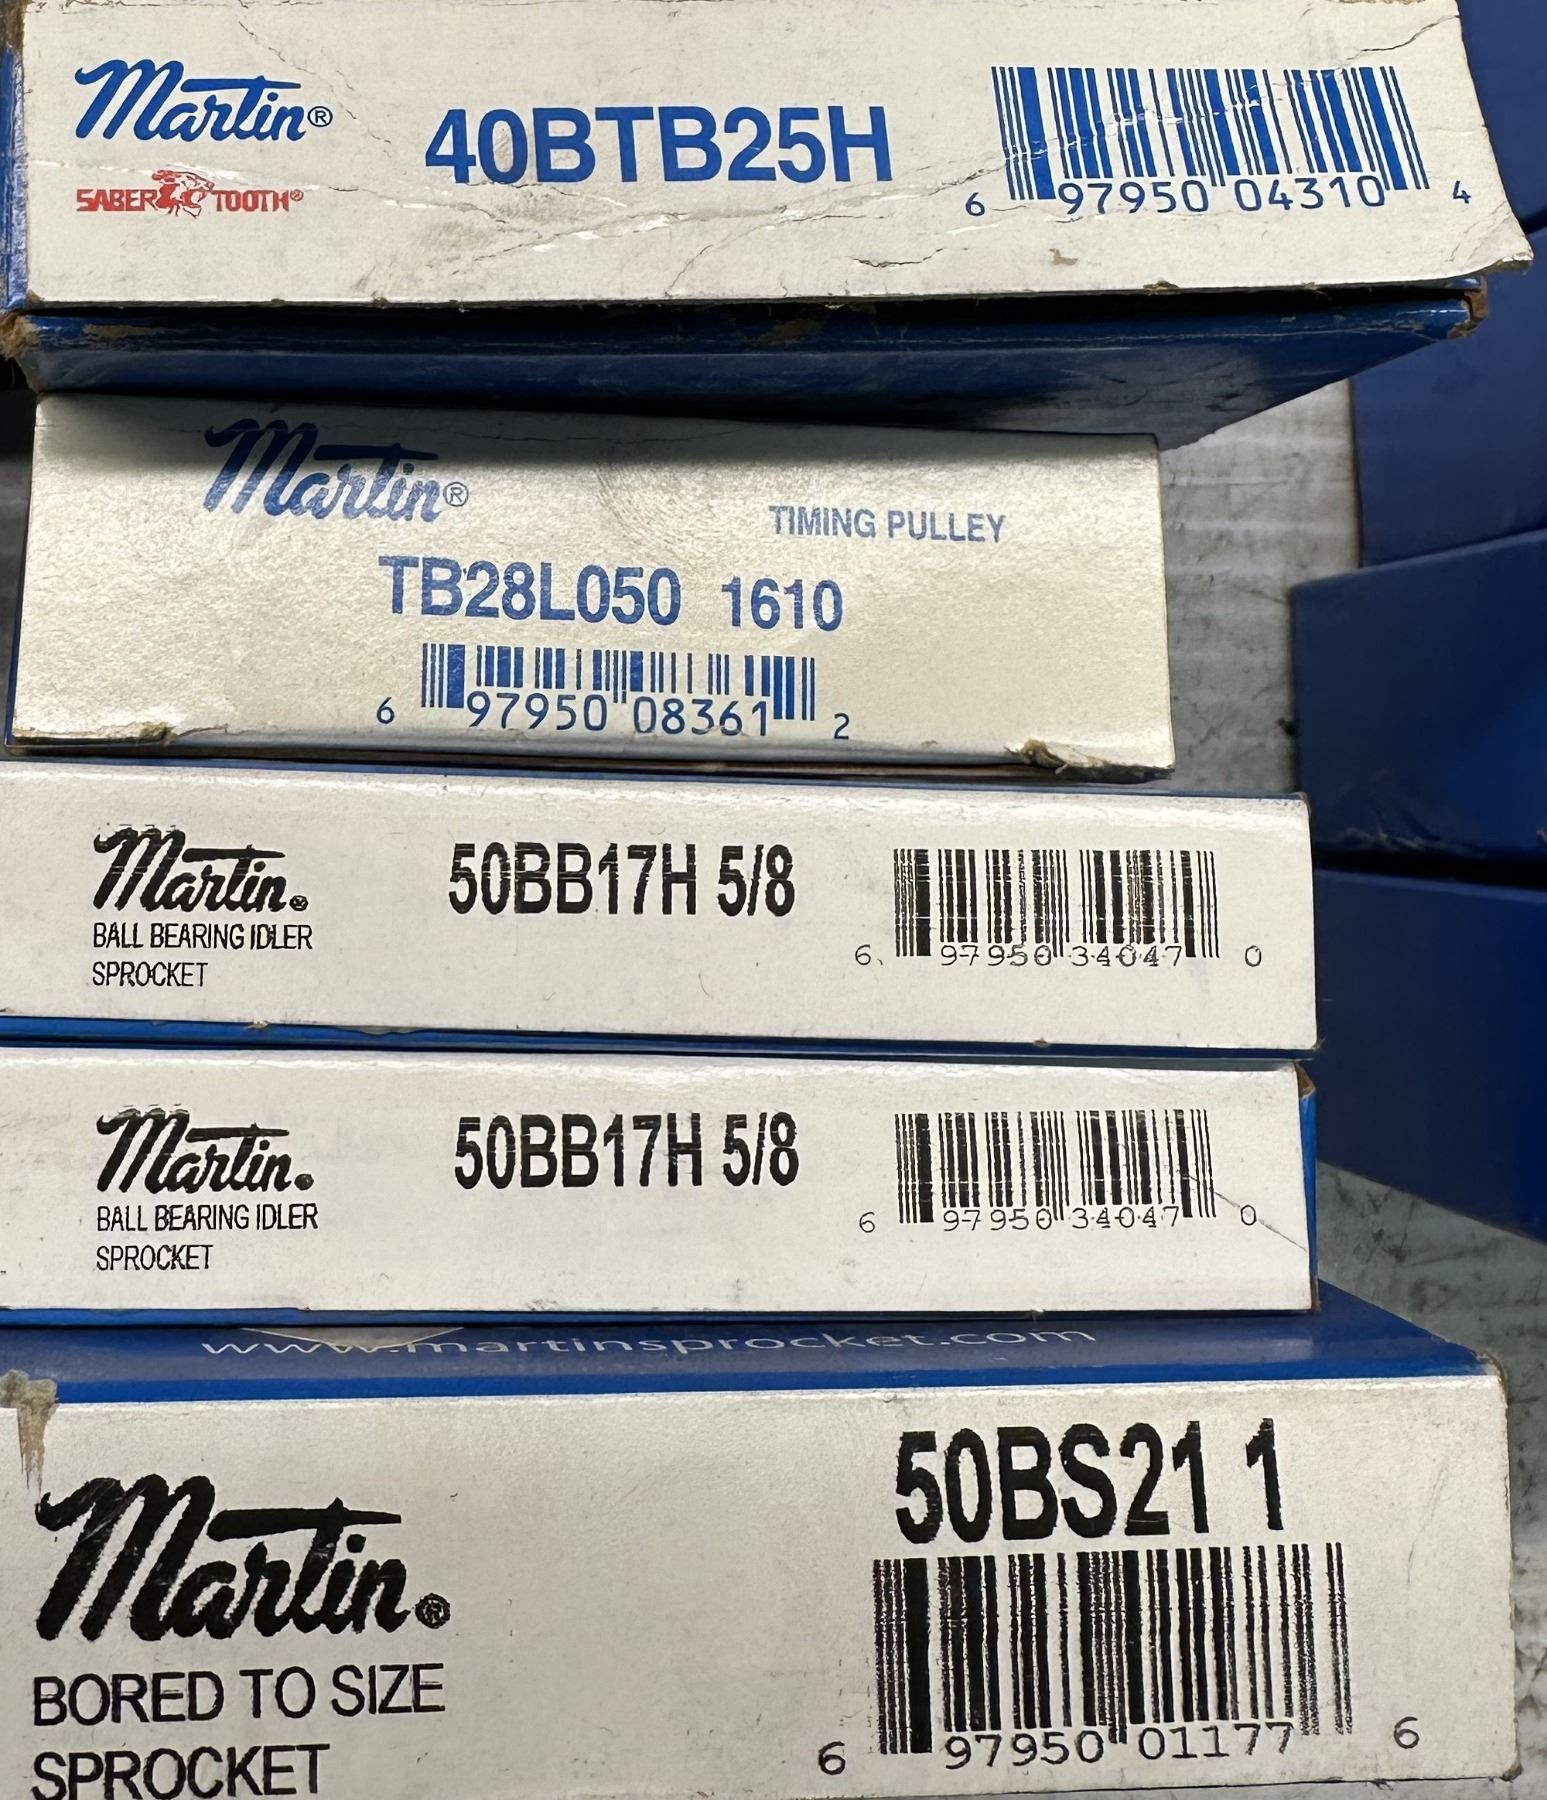 Martin®
40BTB25H
SABER TOOTH®
6 97950 04310 4
Martin®
TIMING PULLEY
TB28L050 1610
6 97950 08361 2
Martin®
50BB17H 5/8
BALL BEARING IDLER
SPROCKET
6 97950 34047 0
Martin®
50BB17H 5/8
BALL BEARING IDLER
SPROCKET
6 97950 34047 0
www.martinsprocket.com
50BS21 1
Martin®
BORED TO SIZE
SPROCKET
6 97950 01177 6